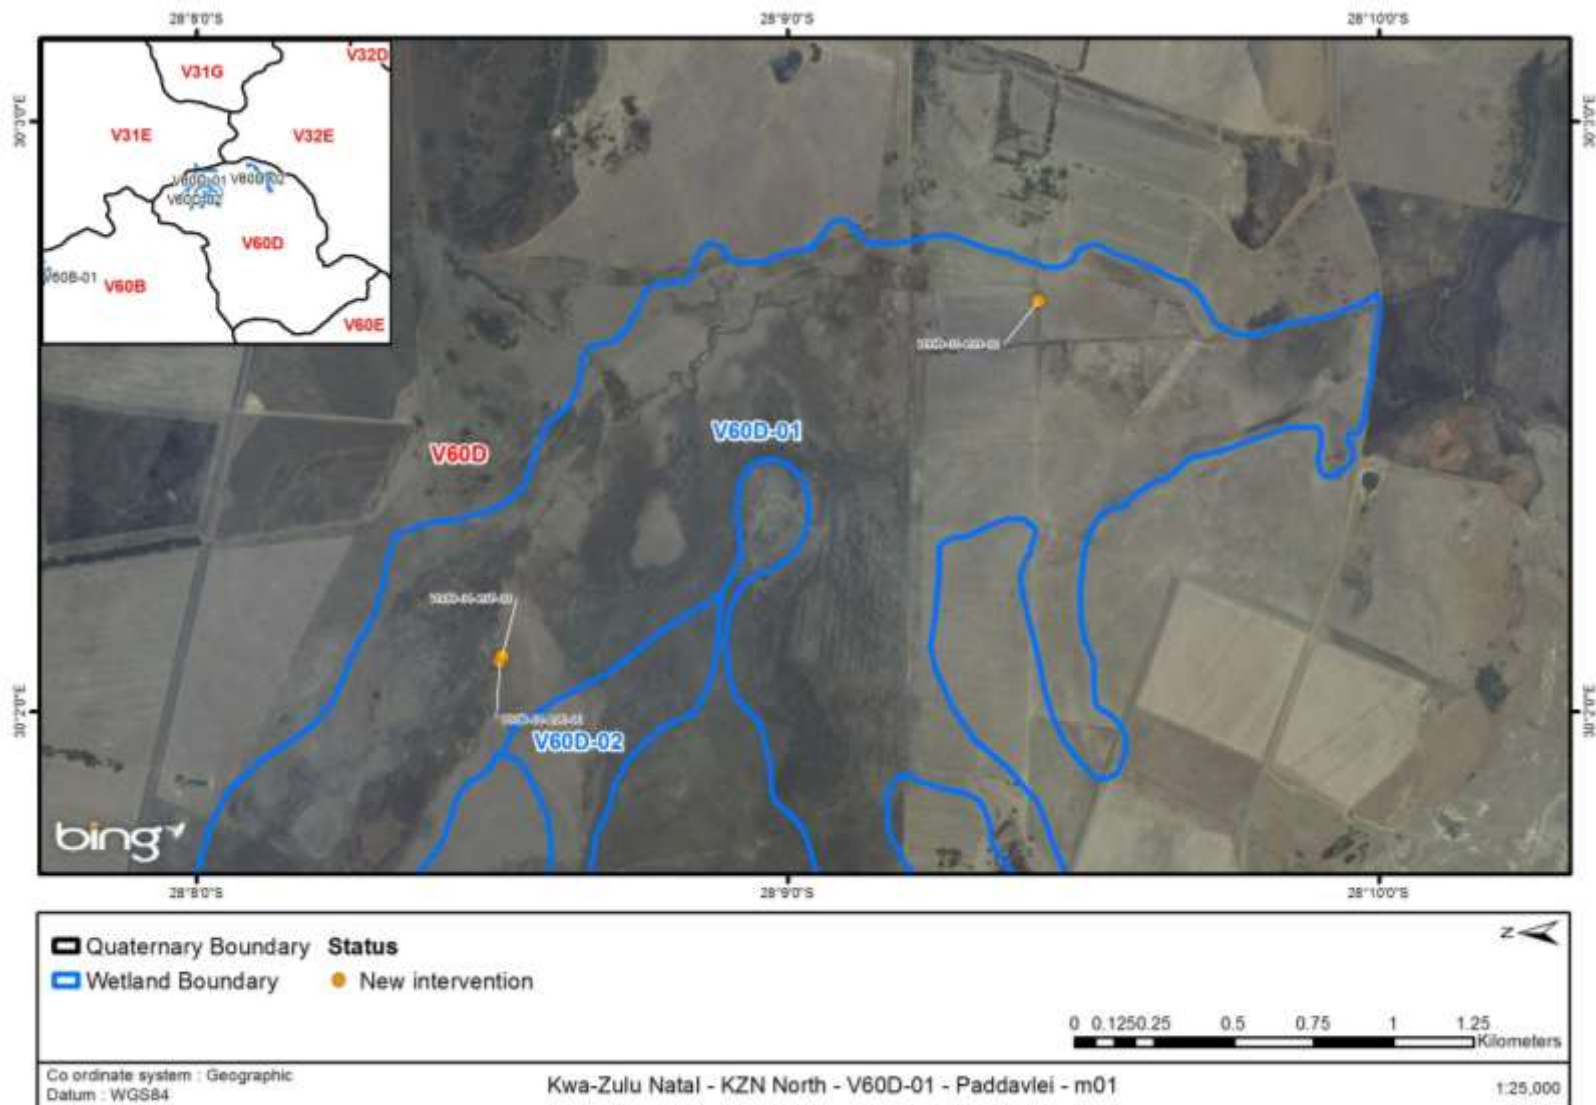 28°8'0"S 28°9'0"S 28°10'0"S
V32D
V31G
V31E V32E
V60D-01 V60D-02
V60D-02
V60D
V60B-01
V60B
V60E
30°3'0"E 30°3'0"E
V60D-01
V60D
30°2'0"E 30°2'0"E
V60D-02
bing
28°8'0"S 28°9'0"S 28°10'0"S
Quaternary Boundary Status
Wetland Boundary New intervention
Z
0 0.1250.25 0.5 0.75 1 1.25
Kilometers
Co ordinate system : Geographic
Datum : WGS84
Kwa-Zulu Natal - KZN North - V60D-01 - Paddavlei - m01
1:25,000